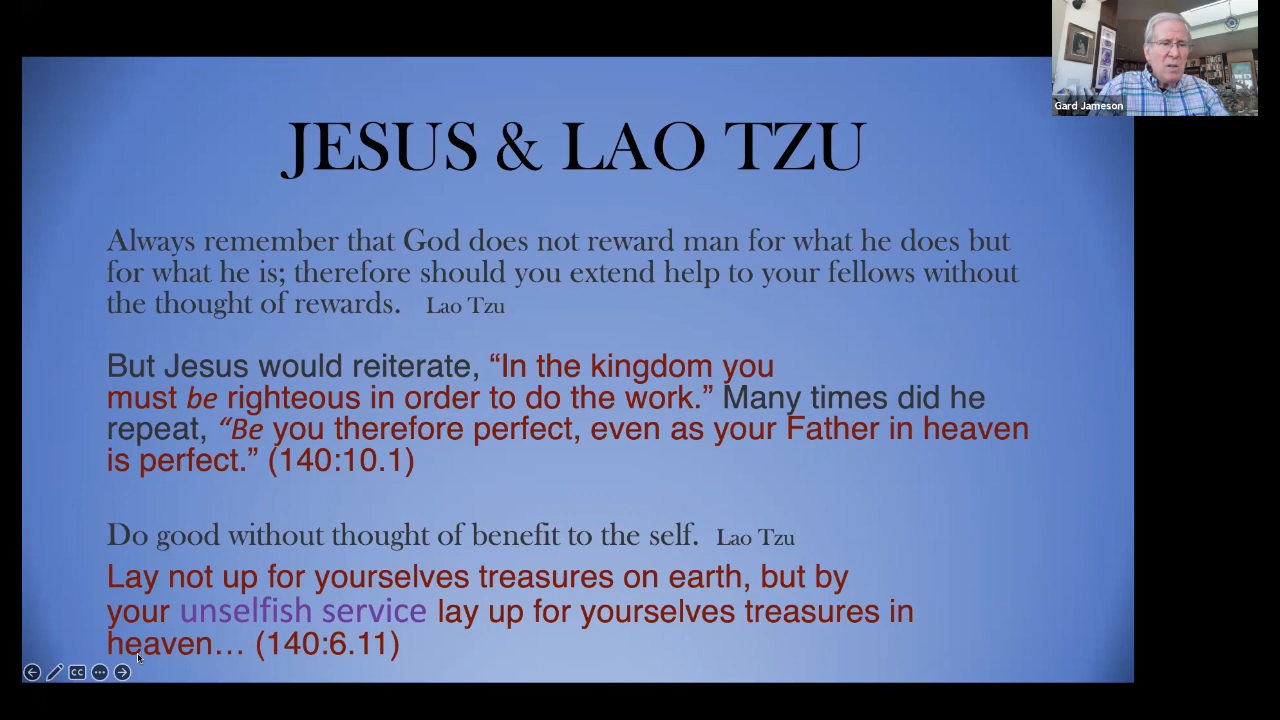 Gard Jameson
JESUS & LAO TZU
Always remember that God does not reward man for what he does but
for what he is; therefore should you extend help to your fellows without
the thought of rewards. Lao Tzu
But Jesus would reiterate, “In the kingdom you
must be righteous in order to do the work.” Many times did he
repeat, “Be you therefore perfect, even as your Father in heaven
is perfect.” (140:10.1)
Do good without thought of benefit to the self. Lao Tzu
Lay not up for yourselves treasures on earth, but by
your unselfish service lay up for yourselves treasures in
heaven… (140:6.11)
CC